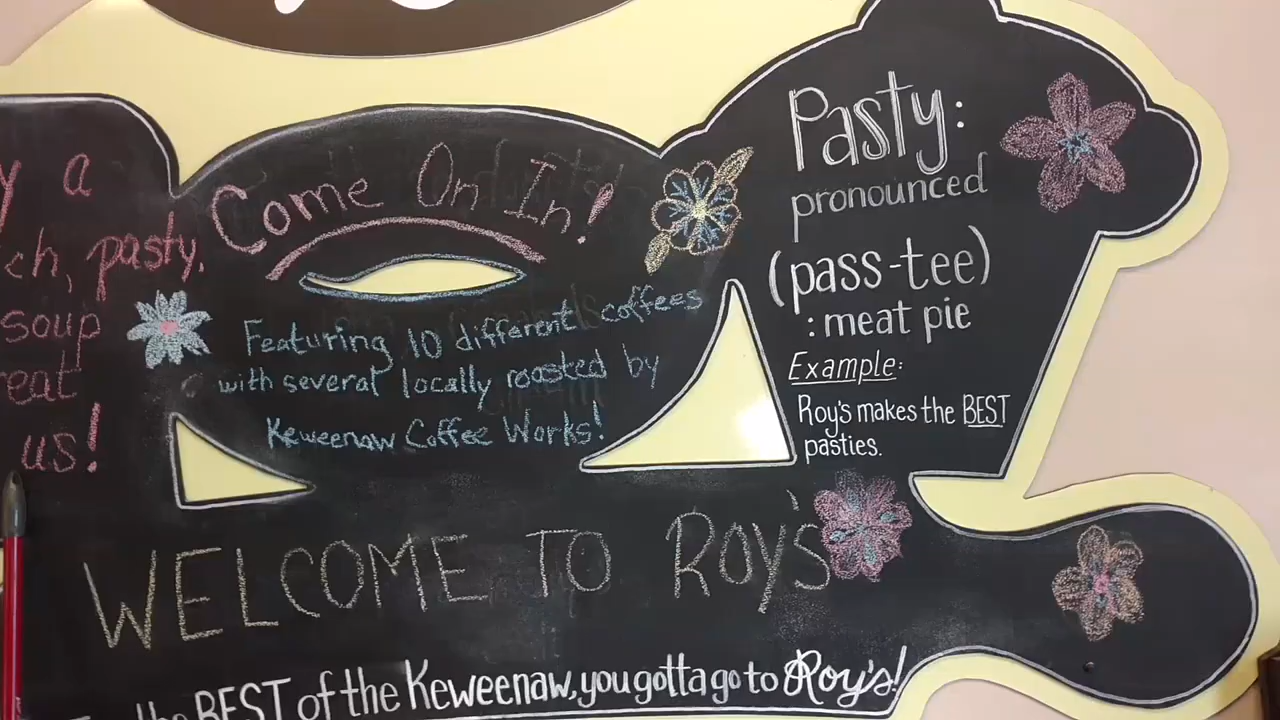 y a
ch, pasty,
soup
reat
us!
Come On In!
Featuring 10 different coffees
with several locally roasted by
Keweenaw Coffee Works!
Pasty:
pronounced
(pass-tee)
: meat pie
Example:
Roy's makes the BEST
pasties.
WELCOME TO ROY'S
the BEST of the Keweenaw, you gotta go to Roy's!